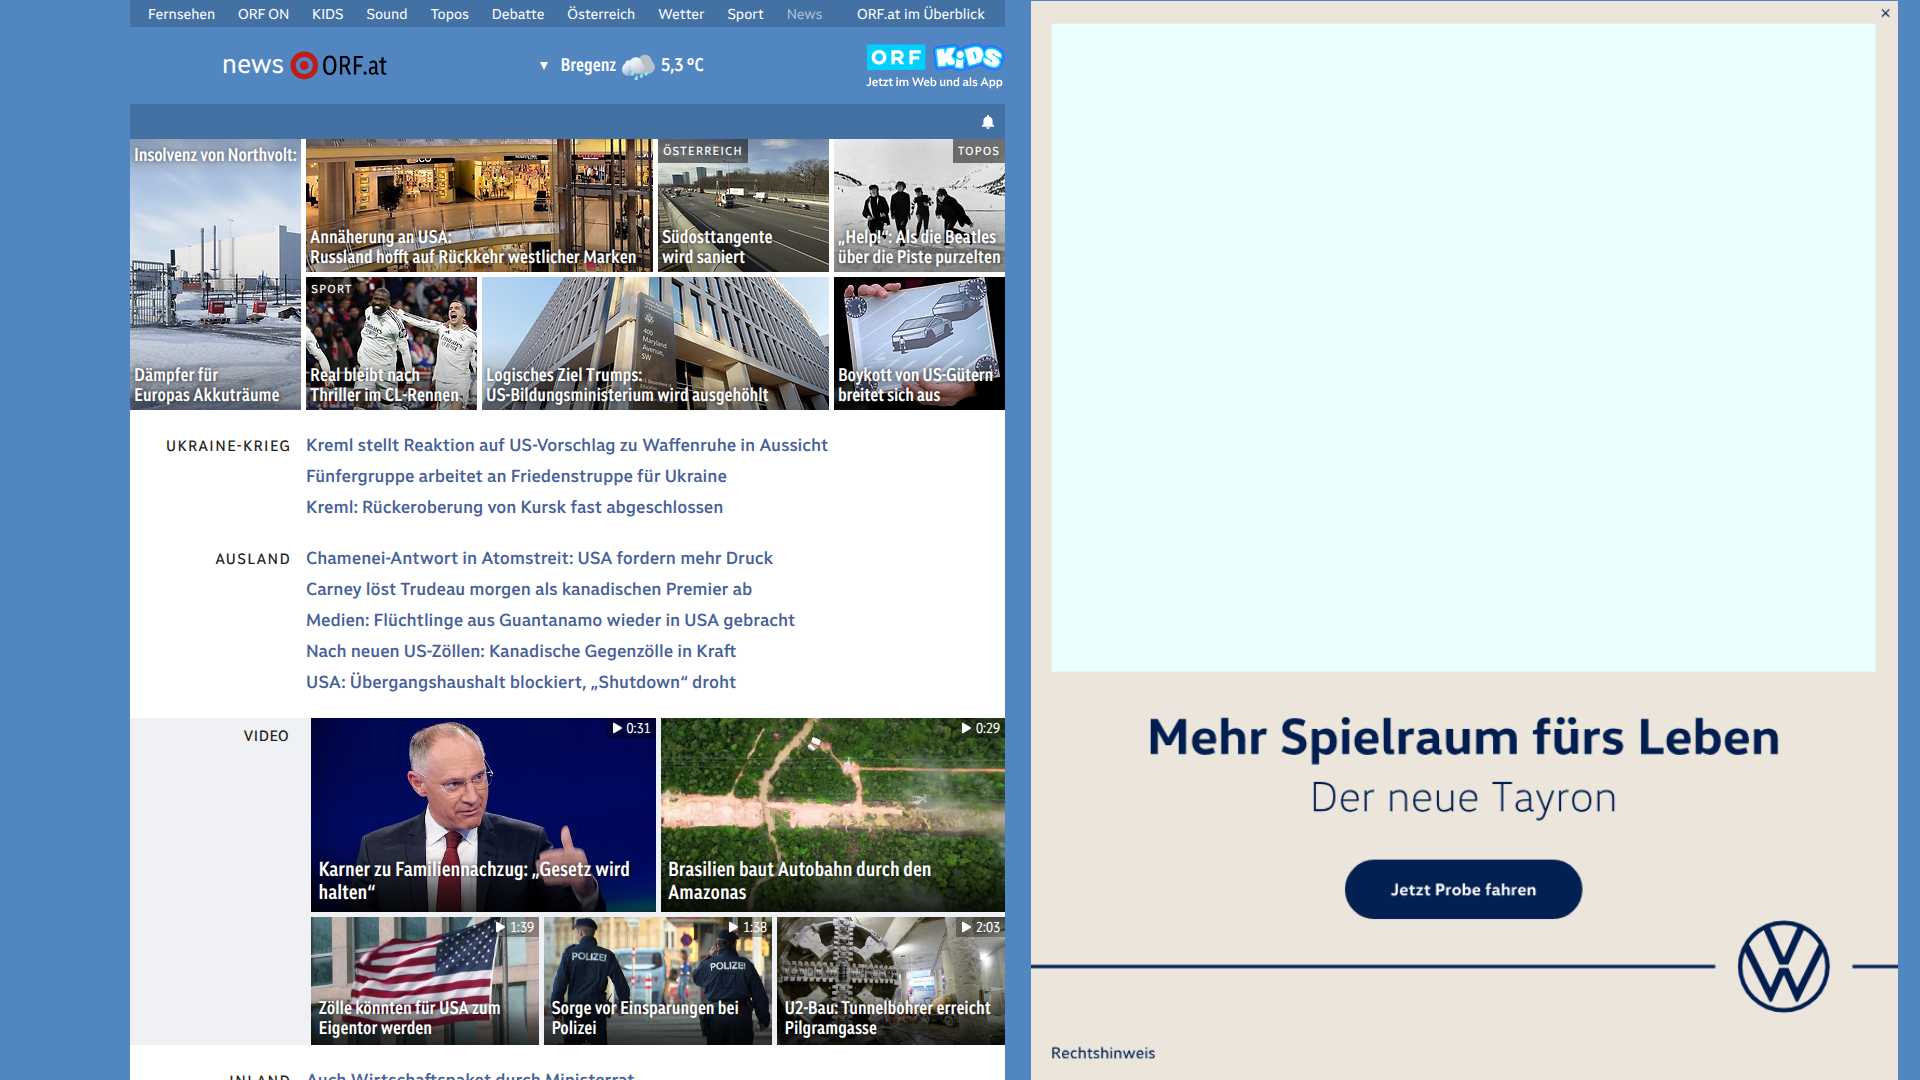 Fernsehen ORF ON KIDS Sound Topos Debatte Österreich Wetter Sport News ORF.at im Überblick
news ORF.at
▼ Bregenz 5,3 °C
ORF KiDS
Jetzt im Web und als App
Insolvenz von Northvolt:
Dämpfer für
Europas Akkuträume
Annäherung an USA:
Russland hofft auf Rückkehr westlicher Marken
ÖSTERREICH
Südosttangente
wird saniert
TOPOS
„Help!“: Als die Beatles
über die Piste purzelten
SPORT
Real bleibt nach
Thriller im CL-Rennen
400
Maryland
Avenue,
SW
Logisches Ziel Trumps:
US-Bildungsministerium wird ausgehöhlt
Boykott von US-Gütern
breitet sich aus
UKRAINE-KRIEG
Kreml stellt Reaktion auf US-Vorschlag zu Waffenruhe in Aussicht
Fünfergruppe arbeitet an Friedenstruppe für Ukraine
Kreml: Rückeroberung von Kursk fast abgeschlossen
AUSLAND
Chamenei-Antwort in Atomstreit: USA fordern mehr Druck
Carney löst Trudeau morgen als kanadischen Premier ab
Medien: Flüchtlinge aus Guantanamo wieder in USA gebracht
Nach neuen US-Zöllen: Kanadische Gegenzölle in Kraft
USA: Übergangshaushalt blockiert, „Shutdown“ droht
VIDEO
0:31
Karner zu Familiennachzug: „Gesetz wird
halten“
0:29
Brasilien baut Autobahn durch den
Amazonas
1:39
Zölle könnten für USA zum
Eigentor werden
1:38
POLIZEI
POLIZEI
Sorge vor Einsparungen bei
Polizei
2:03
U2-Bau: Tunnelbohrer erreicht
Pilgramgasse
INLAND
Auch Wirtschaftspaket durch Ministerrat
×
Mehr Spielraum fürs Leben
Der neue Tayron
Jetzt Probe fahren
Rechtshinweis